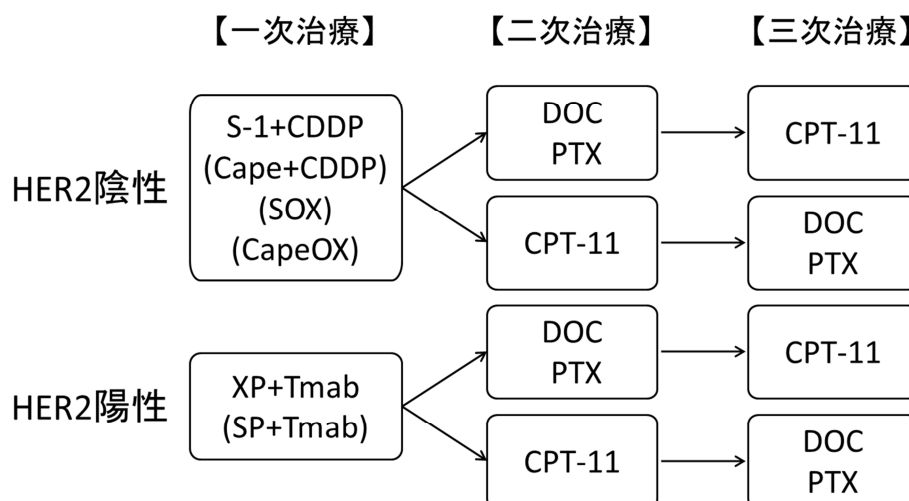 【一次治療】
【二次治療】
【三次治療】
HER2陰性
S-1+CDDP
(Cape+CDDP)
(SOX)
(CapeOX)
DOC
PTX
CPT-11
CPT-11
DOC
PTX
HER2陽性
XP+Tmab
(SP+Tmab)
DOC
PTX
CPT-11
CPT-11
DOC
PTX